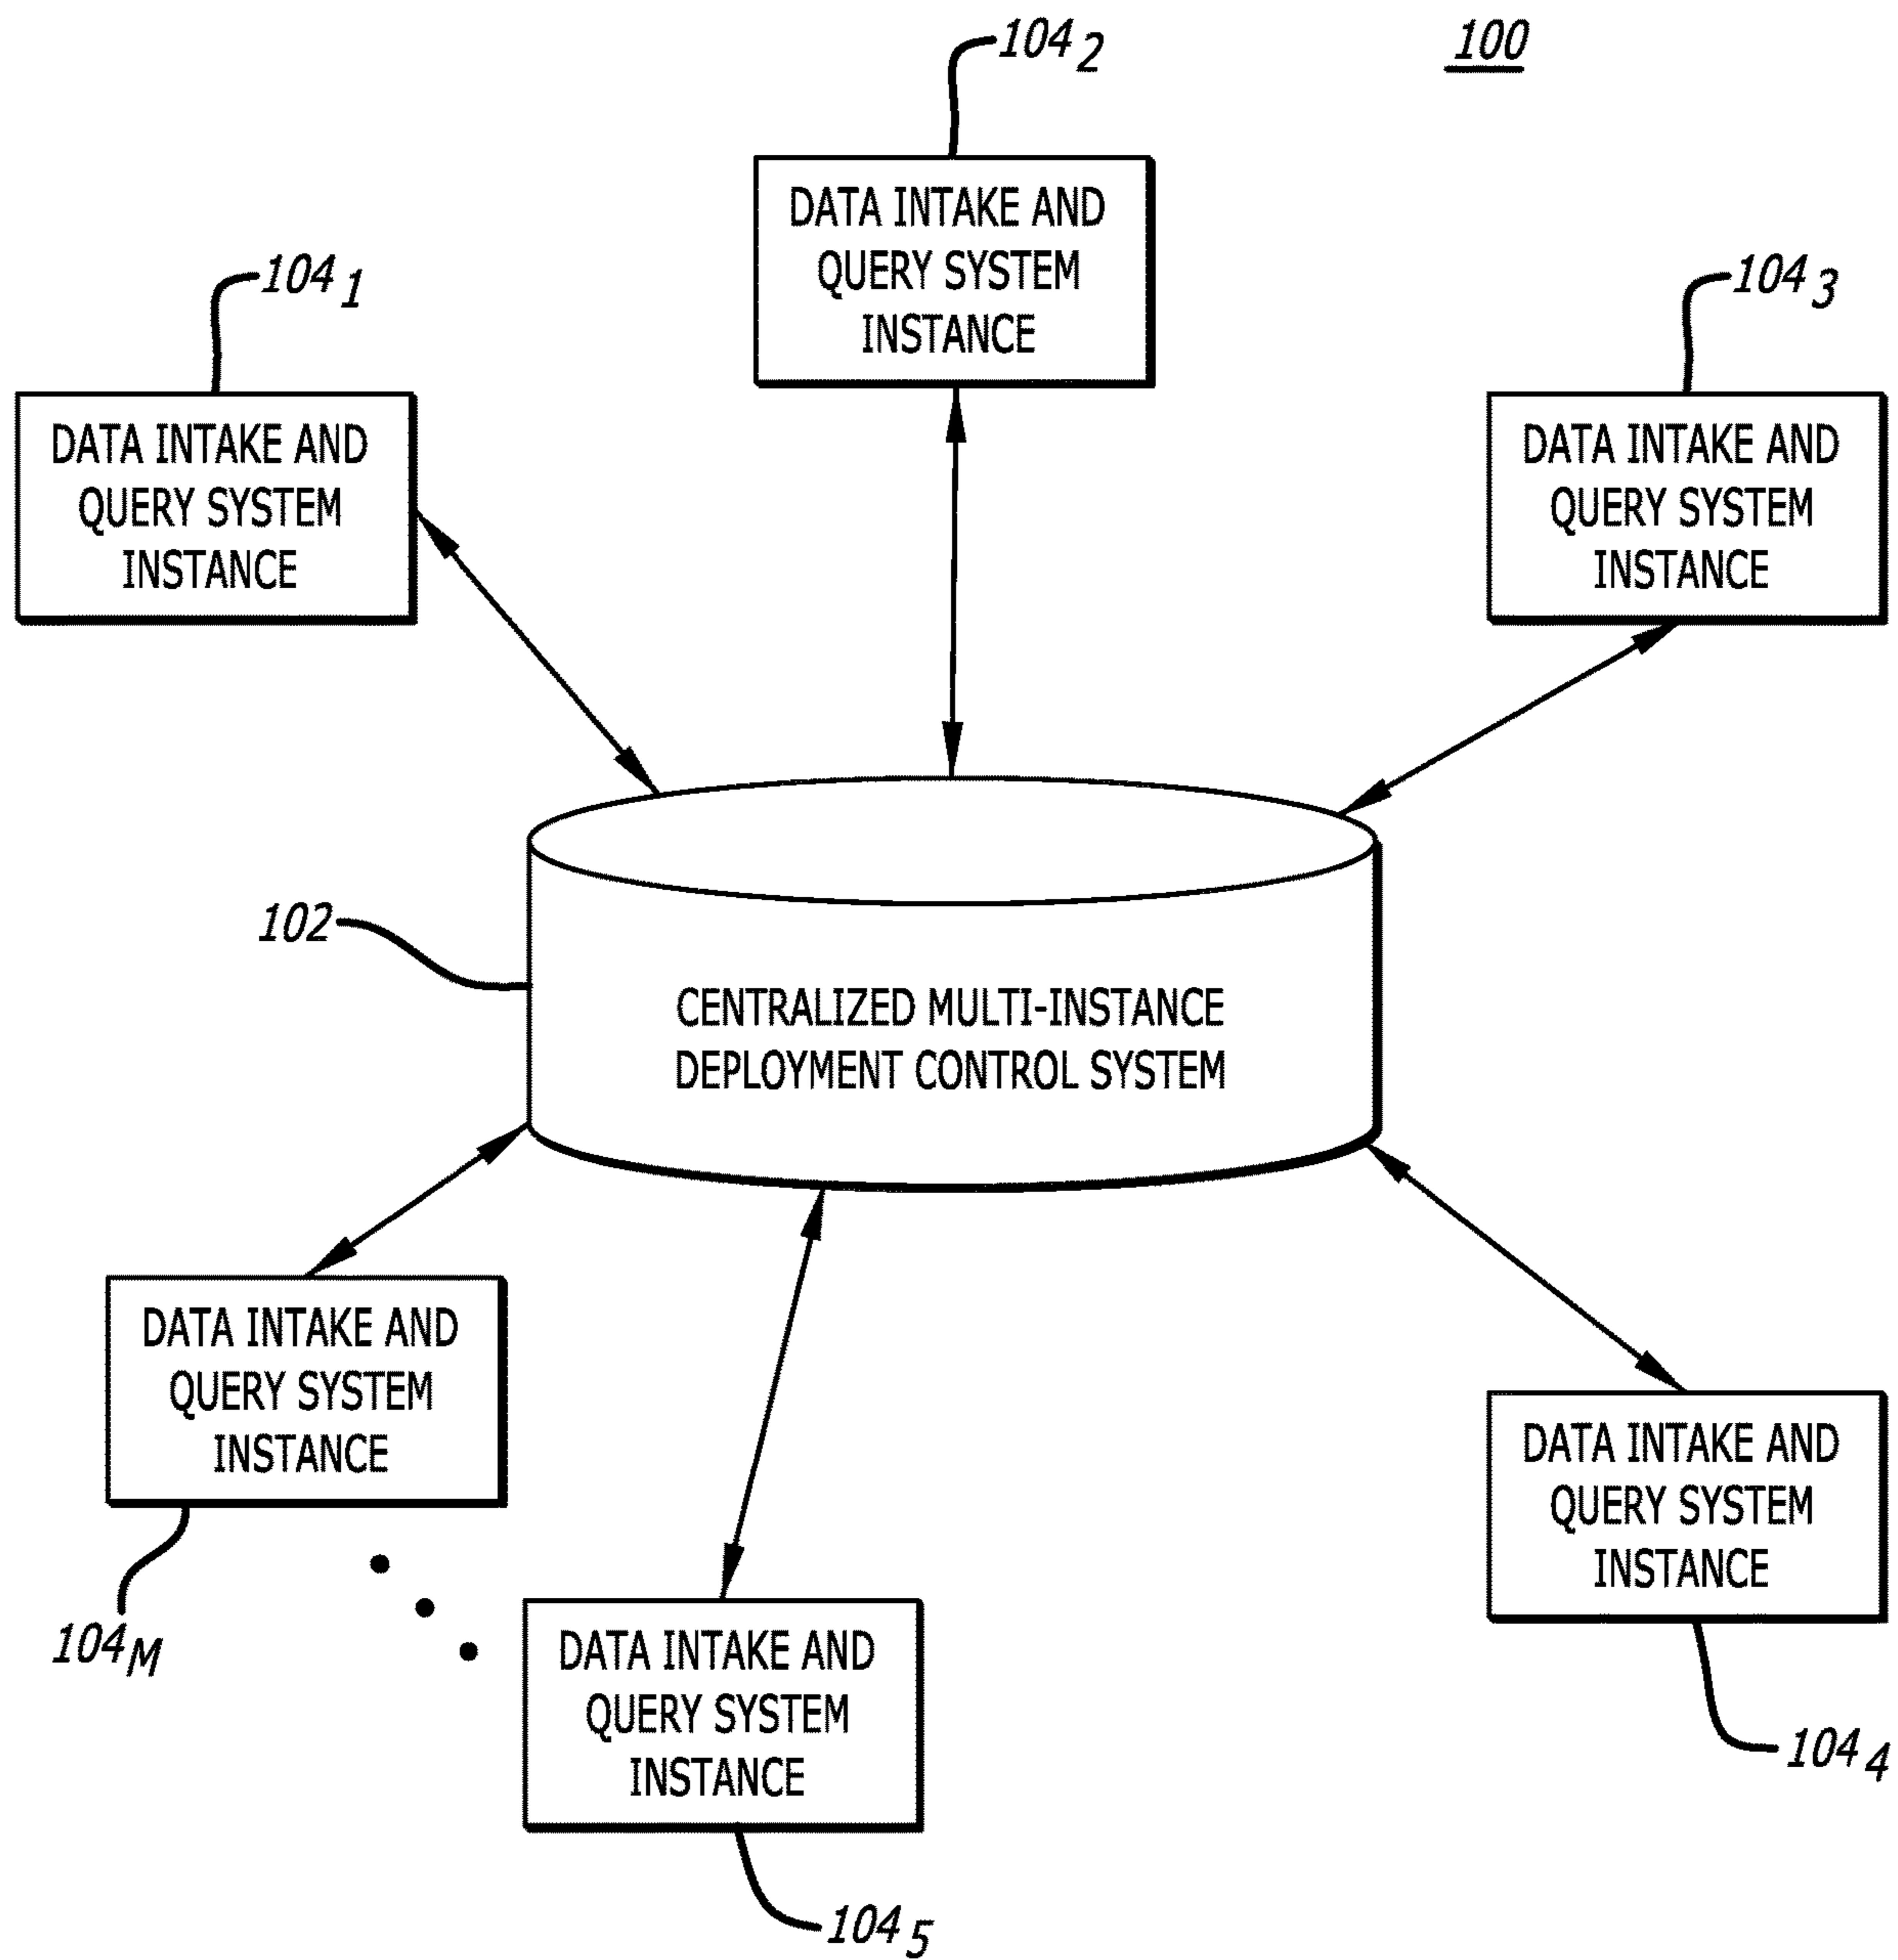 100
104 2
DATA INTAKE AND
QUERY SYSTEM
INSTANCE
104 1
DATA INTAKE AND
QUERY SYSTEM
INSTANCE
104 3
DATA INTAKE AND
QUERY SYSTEM
INSTANCE
102
CENTRALIZED MULTI-INSTANCE
DEPLOYMENT CONTROL SYSTEM
DATA INTAKE AND
QUERY SYSTEM
INSTANCE
104 M
DATA INTAKE AND
QUERY SYSTEM
INSTANCE
104 5
DATA INTAKE AND
QUERY SYSTEM
INSTANCE
104 4